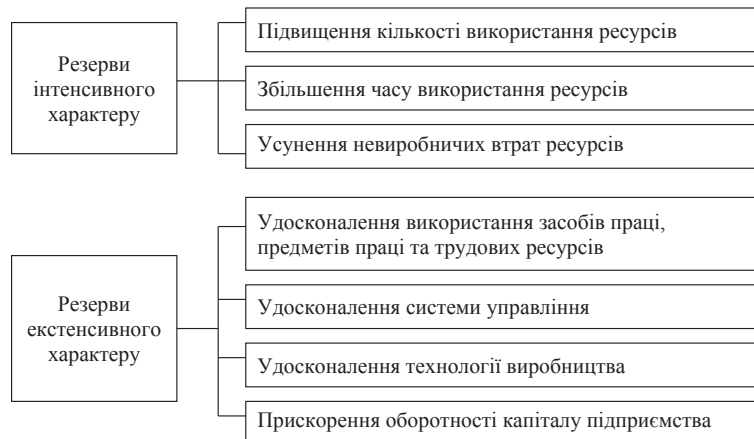 Резерви
інтенсивного
характеру
Підвищення кількості використання ресурсів
Збільшення часу використання ресурсів
Усунення невиробничих втрат ресурсів
Резерви
екстенсивного
характеру
Удосконалення використання засобів праці,
предметів праці та трудових ресурсів
Удосконалення системи управління
Удосконалення технології виробництва
Прискорення оборотності капіталу підприємства